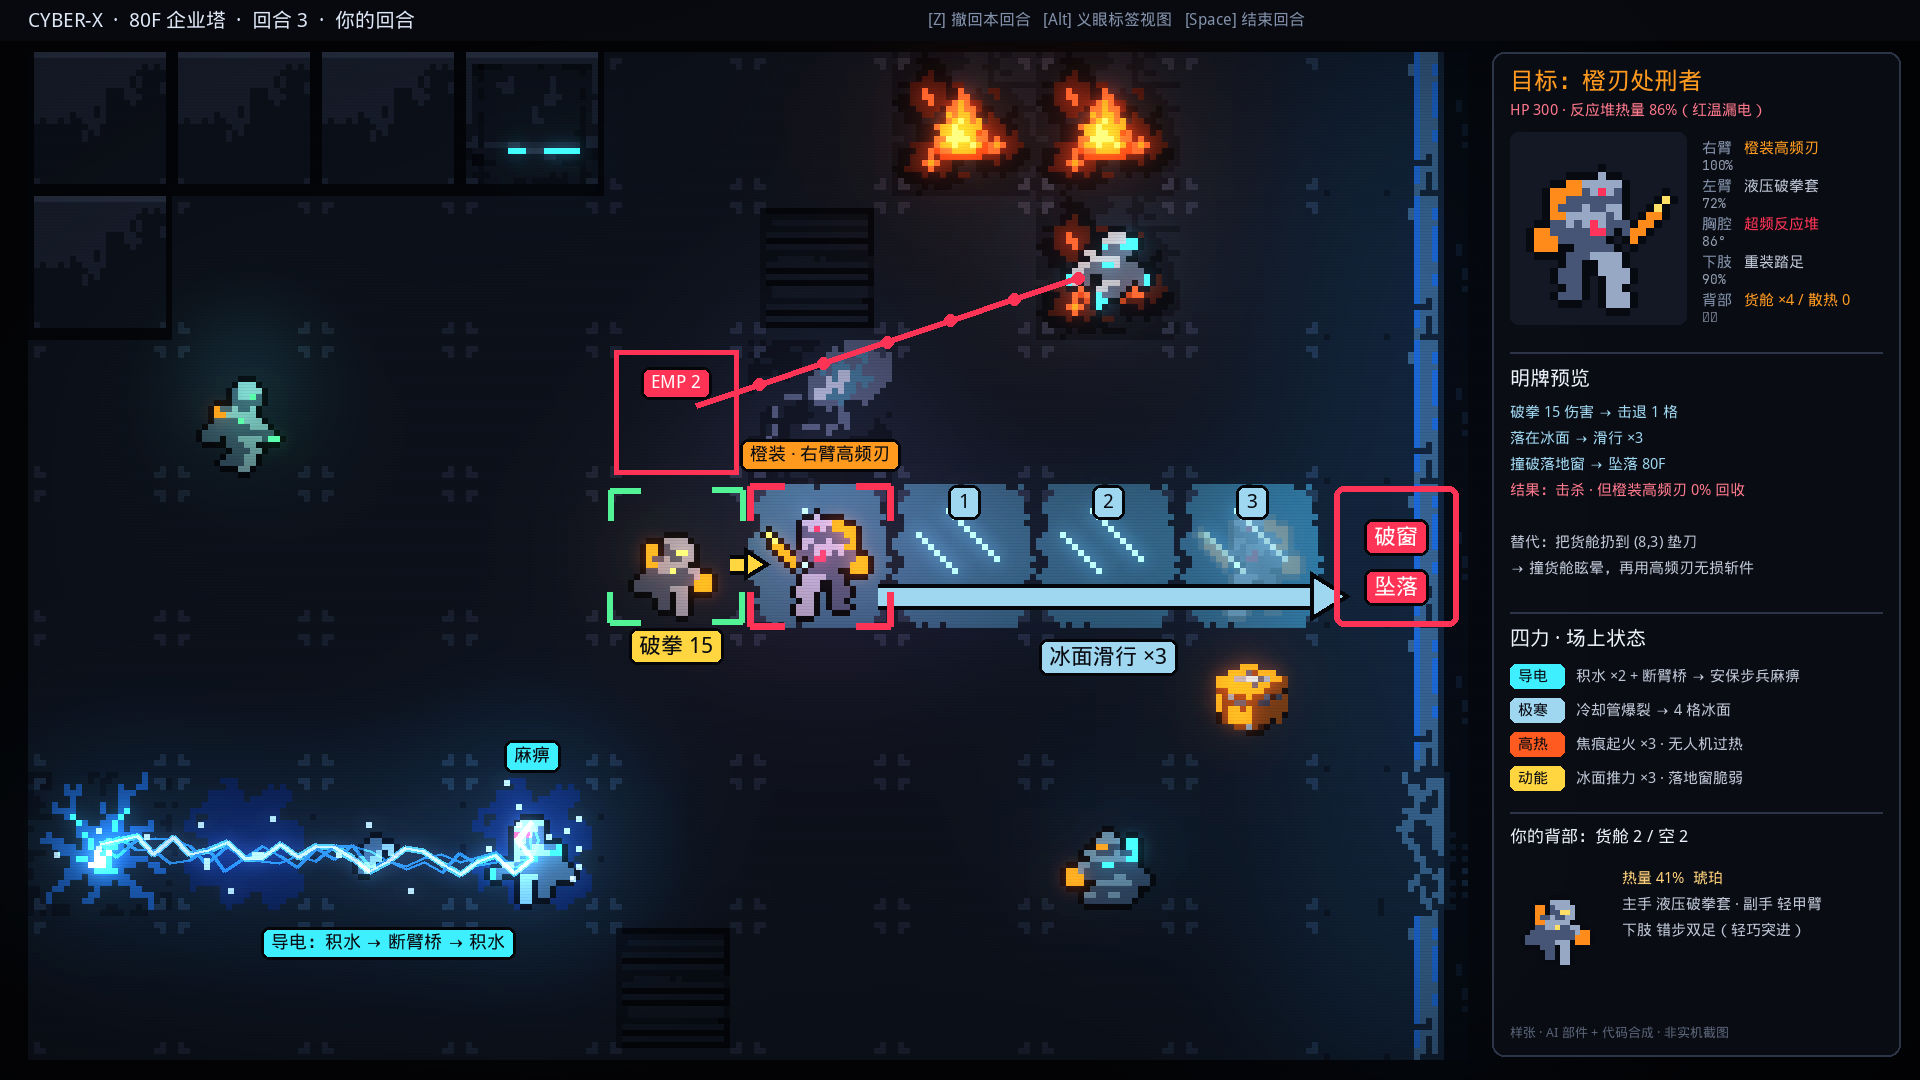 CYBER-X · 80F 企业塔 · 回合 3 · 你的回合
[Z] 撤回本回合 [Alt] 义眼标签视图 [Space] 结束回合
EMP 2
橙装 · 右臂高频刃
1
2
3
破窗
坠落
破拳 15
冰面滑行 ×3
麻痹
导电: 积水 → 断臂桥 → 积水
目标: 橙刃处刑者
HP 300 · 反应堆热量 86% ( 红温漏电 )
右臂 橙装高频刃
100%
左臂 液压破拳套
72%
胸腔 超频反应堆
86°
下肢 重装踏足
90%
背部 货舱 ×4 / 散热 0
明牌预览
破拳 15 伤害 → 击退 1 格
落在冰面 → 滑行 ×3
撞破落地窗 → 坠落 80F
结果: 击杀 · 但橙装高频刃 0% 回收
替代: 把货舱扔到 (8,3) 垫刀
→ 撞货舱眩晕，再用高频刃无损斩件
四力 · 场上状态
导电 积水 ×2 + 断臂桥 → 安保步兵麻痹
极寒 冷却管爆裂 → 4 格冰面
高热 焦痕起火 ×3 · 无人机过热
动能 冰面推力 ×3 · 落地窗脆弱
你的背部: 货舱 2 / 空 2
热量 41% 琥珀
主手 液压破拳套 · 副手 轻甲臂
下肢 错步双足 ( 轻巧突进 )
样张 · AI 部件 + 代码合成 · 非实机截图